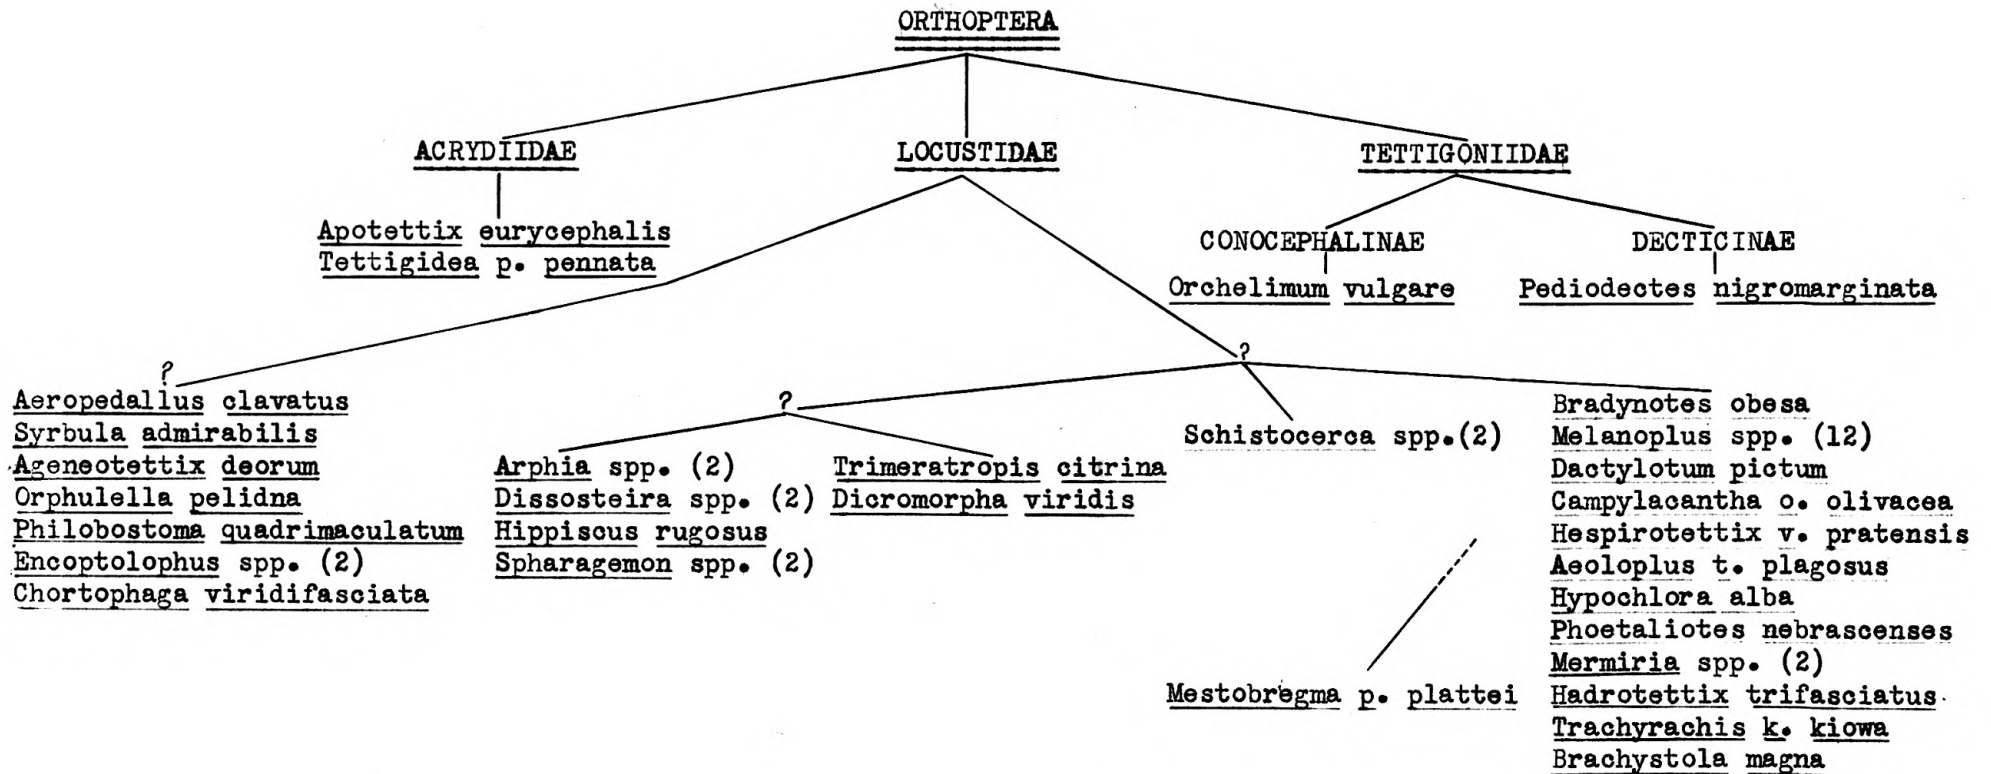 ORTHOPTERA
ACRYDIIDAE
LOCUSTIDAE
TETTIGONIIDAE
Apotettix eurycephalis
Tettigidea p. pennata
CONOCEPHALINAE
DECTICINAE
Orchelimum vulgare
Pediodectes nigromarginata
?
?
?
Aeropedallus clavatus
Syrbula admirabilis
Ageneotettix deorum
Orphulella pelidna
Philobostoma quadrimaculatum
Encoptolophus spp. (2)
Chortophaga viridifasciata
Arphia spp. (2)
Dissosteira spp. (2)
Hippiscus rugosus
Spharagemon spp. (2)
Trimeratropis citrina
Dicromorpha viridis
Schistocerca spp.(2)
Mestobregma p. plattei
Bradynotes obesa
Melanoplus spp. (12)
Dactylotum pictum
Campylacantha o. olivacea
Hespirotettix v. pratensis
Aeoloplus t. plagosus
Hypochlora alba
Phoetaliotes nebrascenses
Mermiria spp. (2)
Hadrotettix trifasciatus
Trachyrachis k. kiowa
Brachystola magna